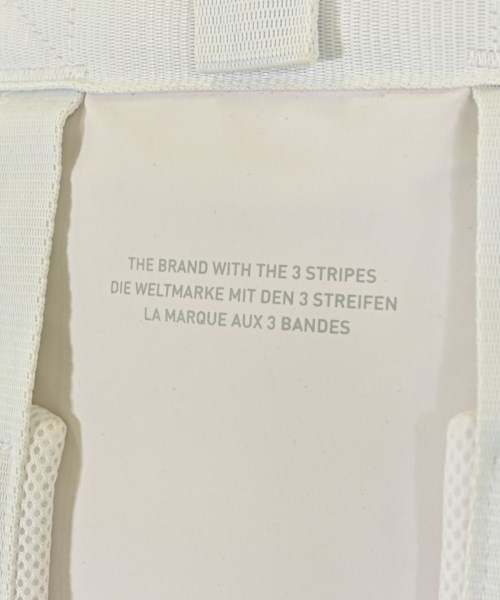 THE BRAND WITH THE 3 STRIPES
DIE WELTMARKE MIT DEN 3 STREIFEN
LA MARQUE AUX 3 BANDES